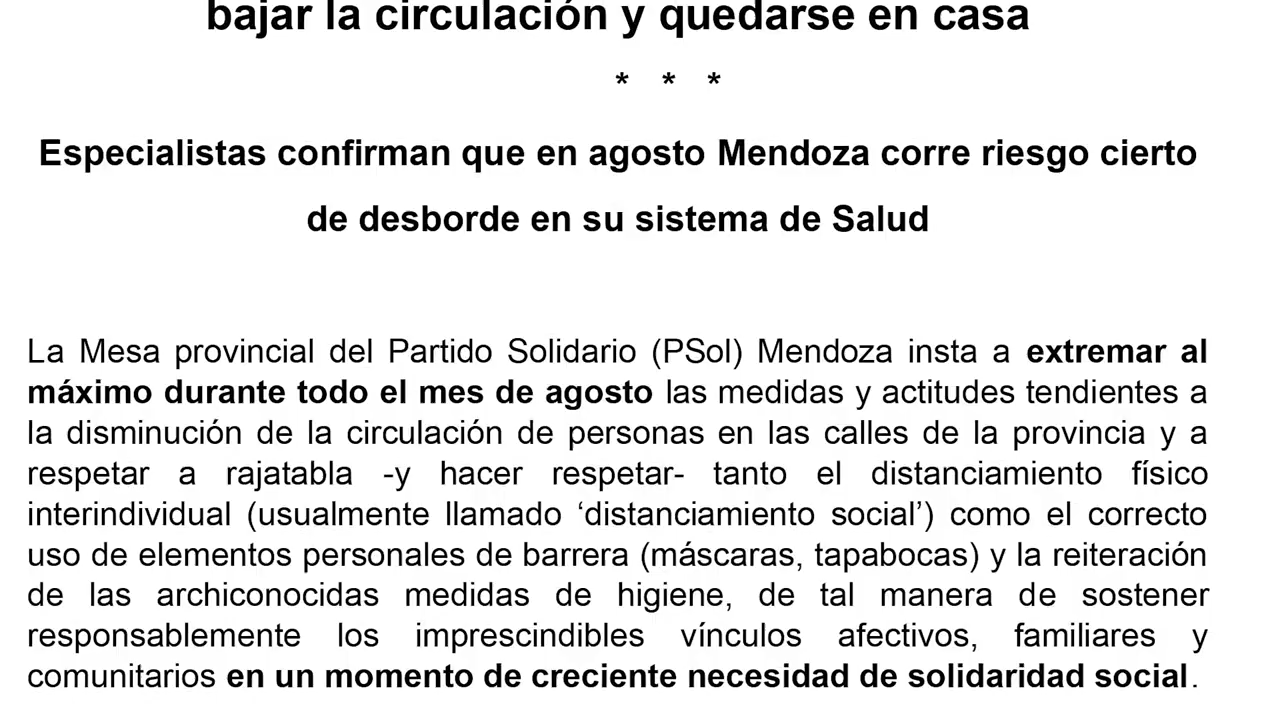 bajar la circulación y quedarse en casa
* * *
Especialistas confirman que en agosto Mendoza corre riesgo cierto
de desborde en su sistema de Salud
La Mesa provincial del Partido Solidario (PSol) Mendoza insta a extremar al
máximo durante todo el mes de agosto las medidas y actitudes tendientes a
la disminución de la circulación de personas en las calles de la provincia y a
respetar a rajatabla -y hacer respetar- tanto el distanciamiento físico
interindividual (usualmente llamado ‘distanciamiento social’) como el correcto
uso de elementos personales de barrera (máscaras, tapabocas) y la reiteración
de las archiconocidas medidas de higiene, de tal manera de sostener
responsablemente los imprescindibles vínculos afectivos, familiares y
comunitarios en un momento de creciente necesidad de solidaridad social.